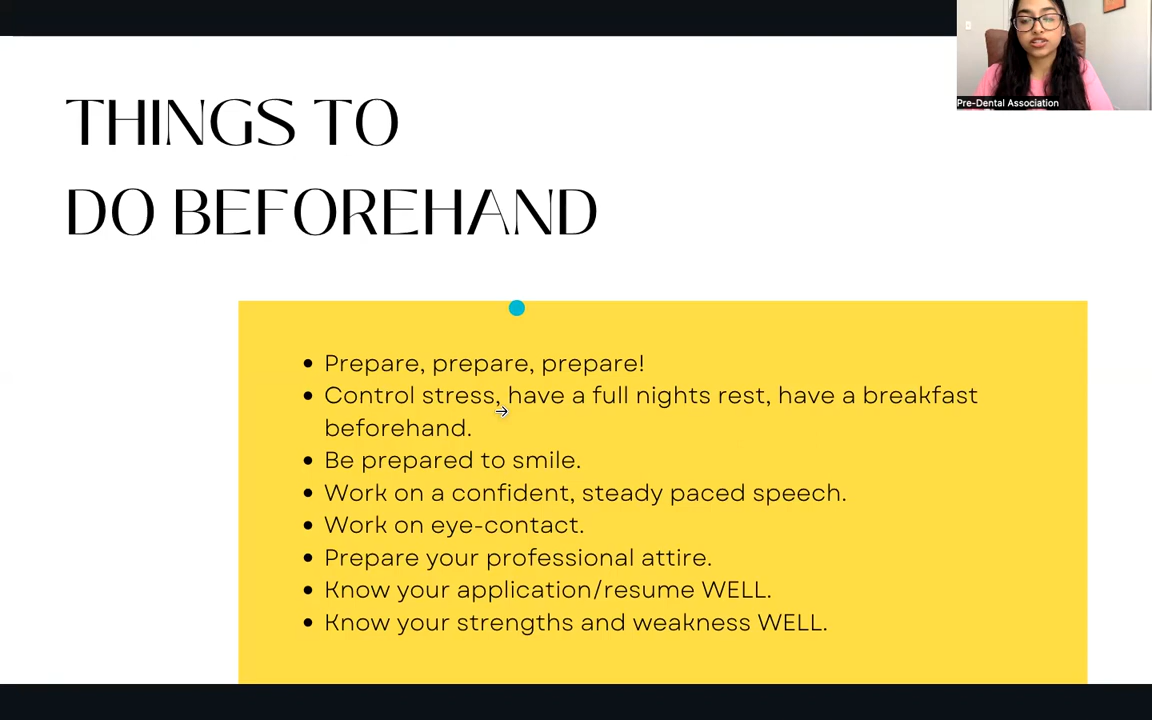 Pre-Dental Association
THINGS TO
DO BEFOREHAND
Prepare, prepare, prepare!
Control stress, have a full nights rest, have a breakfast
beforehand.
Be prepared to smile.
Work on a confident, steady paced speech.
Work on eye-contact.
Prepare your professional attire.
Know your application/resume WELL.
Know your strengths and weakness WELL.